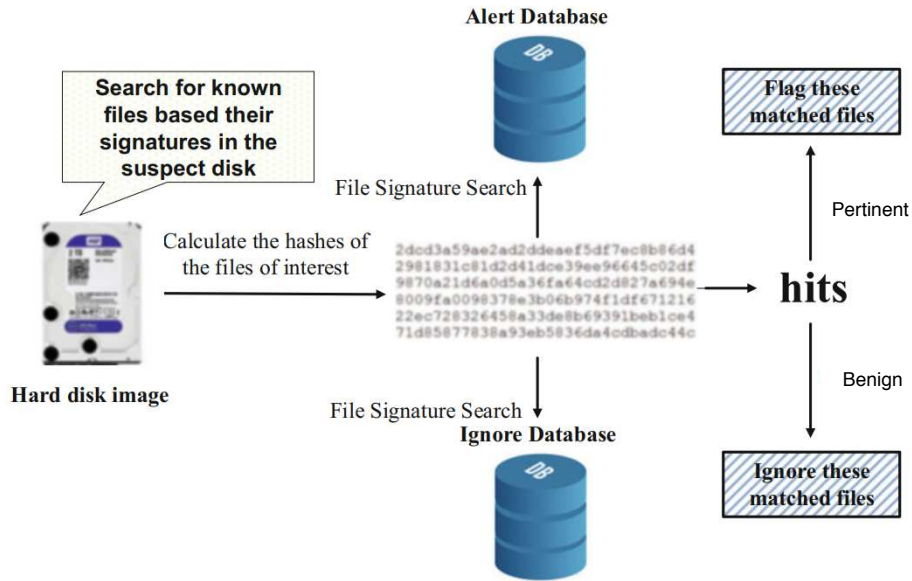 Alert Database
DB
Search for known
files based their
signatures in the
suspect disk
Flag these
matched files
File Signature Search
Pertinent
Calculate the hashes of
the files of interest
2dcd3a59ae2ad2ddeaef5df7ec8b86d4
2981831c81d2d41dce39ee96645c02df
9870a21d6a0d5a36fa64cd2d827a694e
8009fa0098378e3b06b974f1df671216
22ec728326458a33de8b69391beb1ce4
71d85877838a93eb5836da4cdbadc44c
hits
Hard disk image
Benign
File Signature Search
Ignore Database
DB
Ignore these
matched files